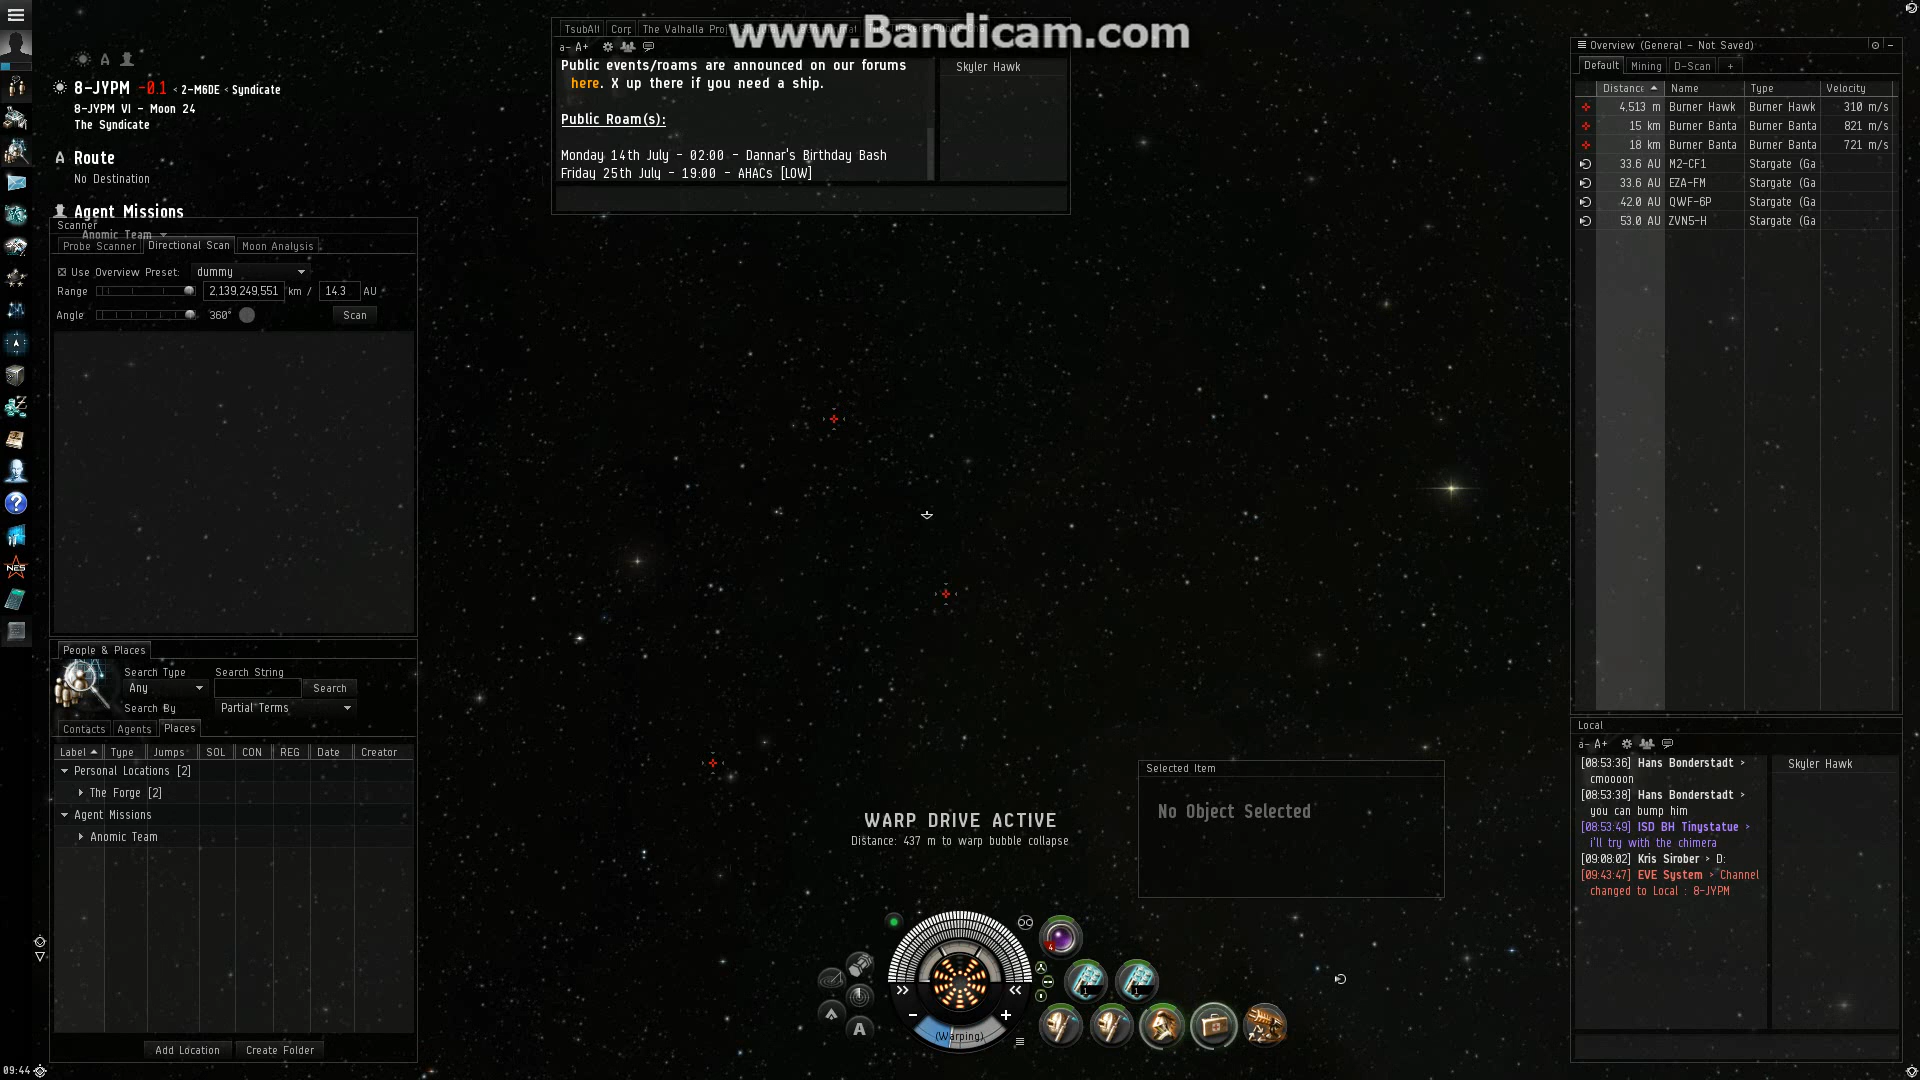 www.Bandicam.com
TsubAlt Corp The Valhalla Proj
a- A+
Public events/roams are announced on our forums
here. X up there if you need a ship.
Public Roam(s):
Monday 14th July - 02:00 - Dannar's Birthday Bash
Friday 25th July - 19:00 - AHACs [LOW]
Skyler Hawk
8-JYPM -0.1 < 2-M6DE < Syndicate
8-JYPM VI - Moon 24
The Syndicate
Route
No Destination
Agent Missions
Anomic Team
Scanner
Probe Scanner Directional Scan Moon Analysis
Use Overview Preset: dummy
Range 2,139,249,551 km / 14.3 AU
Angle 360° Scan
People & Places
Search Type Search String
Any Search
Search By Partial Terms
Contacts Agents Places
Label Type Jumps SOL CON REG Date Creator
Personal Locations [2]
The Forge [2]
Agent Missions
Anomic Team
Add Location Create Folder
09:44
NES
WARP DRIVE ACTIVE
Distance: 437 m to warp bubble collapse
(Warping)
4
1 1
Selected Item
No Object Selected
Overview (General - Not Saved)
Default Mining D-Scan +
Distance Name Type Velocity
4,513 m Burner Hawk Burner Hawk 310 m/s
15 km Burner Banta Burner Banta 821 m/s
18 km Burner Banta Burner Banta 721 m/s
33.6 AU M2-CF1 Stargate (Ga
33.6 AU EZA-FM Stargate (Ga
42.0 AU QWF-6P Stargate (Ga
53.0 AU ZVN5-H Stargate (Ga
Local
a- A+
[08:53:36] Hans Bonderstadt >
cmooooon
[08:53:38] Hans Bonderstadt >
you can bump him
[08:53:49] ISD BH Tinystatue >
i'll try with the chimera
[09:08:02] Kris Sirober > D:
[09:43:47] EVE System > Channel
changed to Local : 8-JYPM
Skyler Hawk